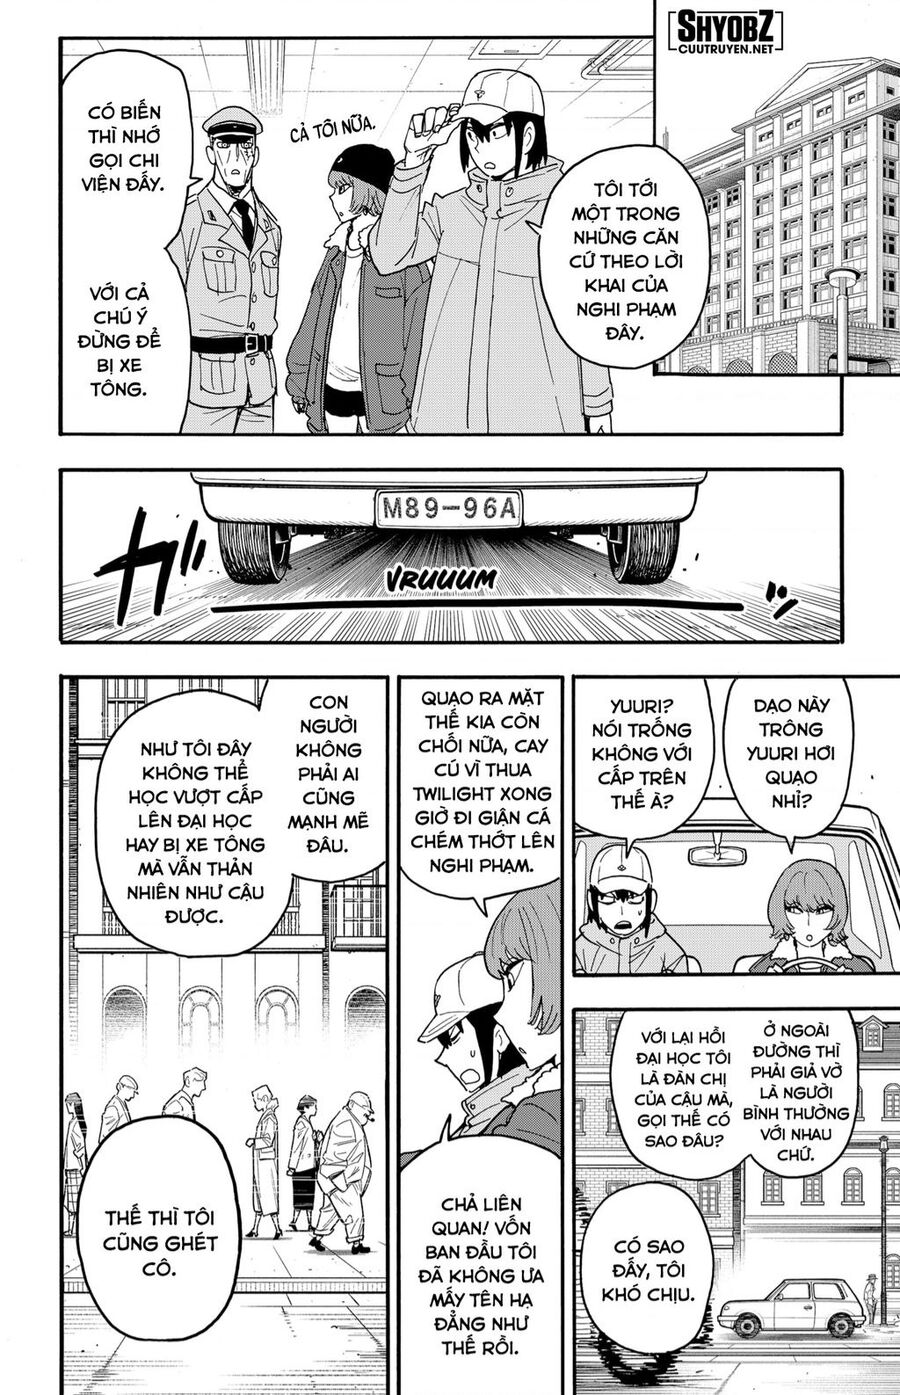 SHYOBZ
CUUTRUYEN.NET
TÔI TỚI
MỘT TRONG
NHỮNG CĂN
CỨ THEO LỜI
KHAI CỦA
NGHI PHẠM
ĐÂY.
CẢ TÔI NỮA.
CÓ BIẾN
THÌ NHỚ
GỌI CHI
VIỆN ĐẤY.
VỚI CẢ
CHÚ Ý
ĐỪNG ĐỂ
BỊ XE
TÔNG.
ガ
M89-96A
VRUUUM
ッ
DẠO NÀY
TRÔNG
YUURI HƠI
QUẠO
NHỈ?
YUURI?
NÓI TRỐNG
KHÔNG VỚI
CẤP TRÊN
THẾ À?
Ở NGOÀI
ĐƯỜNG THÌ
PHẢI GIẢ VỜ
LÀ NGƯỜI
BÌNH THƯỜNG
VỚI NHAU
CHỨ.
VỚI LẠI HỒI
ĐẠI HỌC TÔI
LÀ ĐÀN CHỊ
CỦA CẬU MÀ,
GỌI THẾ CÓ
SAO ĐÂU?
CÓ SAO
ĐẤY, TÔI
KHÓ CHỊU.
QUẠO RA MẶT
THẾ KIA CÒN
CHỐI NỮA, CAY
CÚ VÌ THUA
TWILIGHT XONG
GIỜ ĐI GIẬN CÁ
CHÉM THỚT LÊN
NGHI PHẠM.
CHẢ LIÊN
QUAN! VỐN
BAN ĐẦU TÔI
ĐÃ KHÔNG ƯA
MẤY TÊN HẠ
ĐẲNG NHƯ
THẾ RỒI.
CON
NGƯỜI
KHÔNG
PHẢI AI
CŨNG
MẠNH MẼ
ĐÂU.
NHƯ TÔI ĐÂY
KHÔNG THỂ
HỌC VƯỢT CẤP
LÊN ĐẠI HỌC
HAY BỊ XE TÔNG
MÀ VẪN THẢN
NHIÊN NHƯ CẬU
ĐƯỢC.
THẾ THÌ TÔI
CŨNG GHÉT
CÔ.